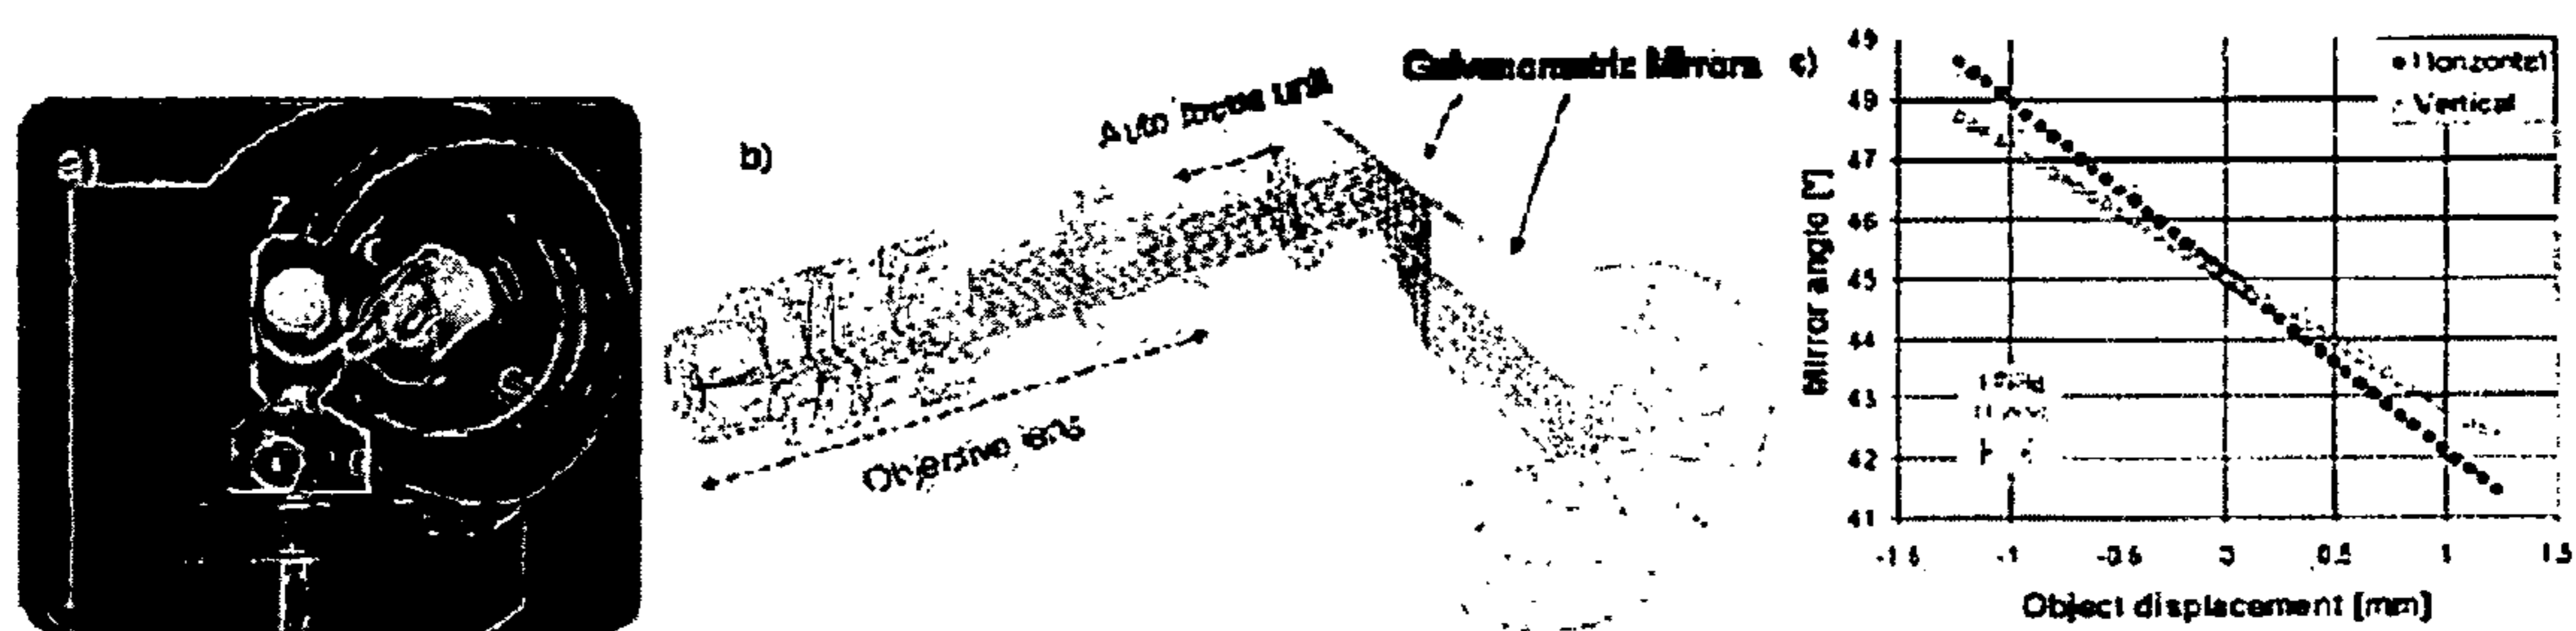 a)
b)
Auto focus unit
Objective lens
Galvanometric Mirrors
c)
Horizontal
Vertical
Mirror angle [°]
49
48
47
46
45
44
43
42
41
-1.5
-1
-0.5
0
0.5
1
1.5
Object displacement [mm]